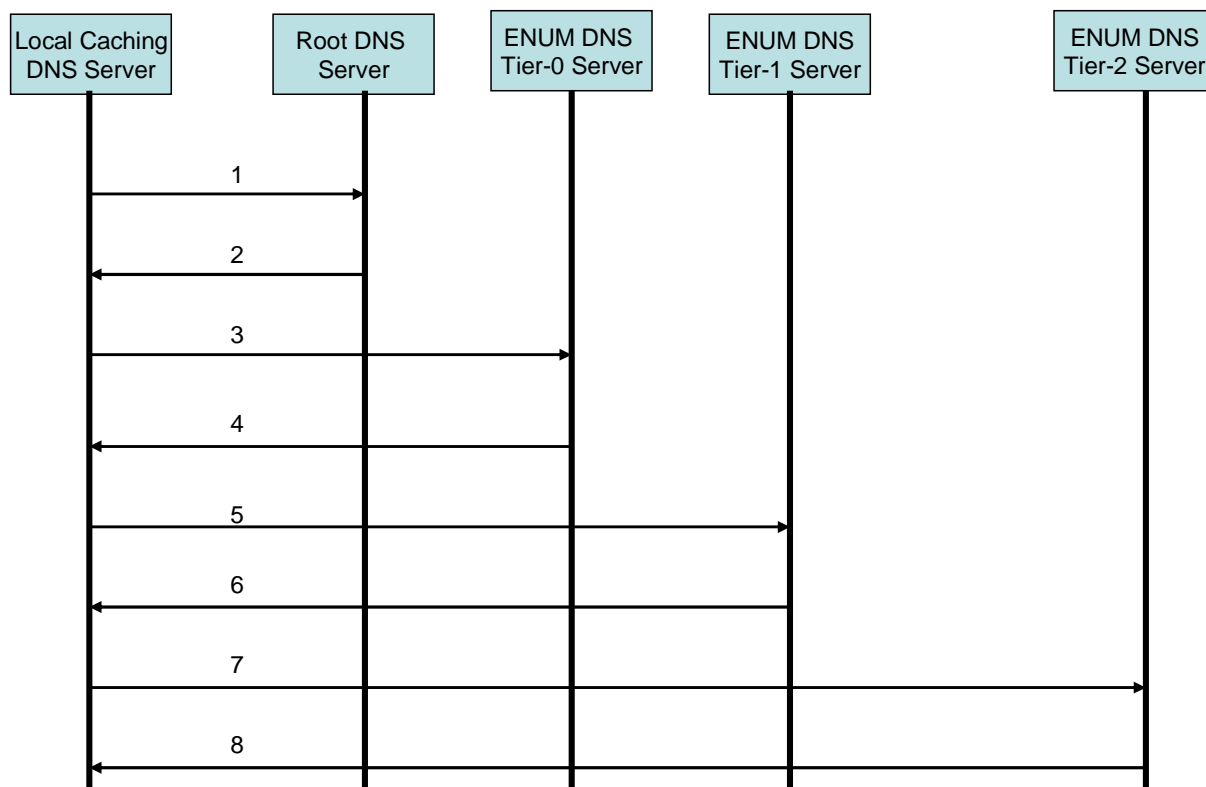 Local Caching
DNS Server
Root DNS
Server
ENUM DNS
Tier-0 Server
ENUM DNS
Tier-1 Server
ENUM DNS
Tier-2 Server
1
2
3
4
5
6
7
8